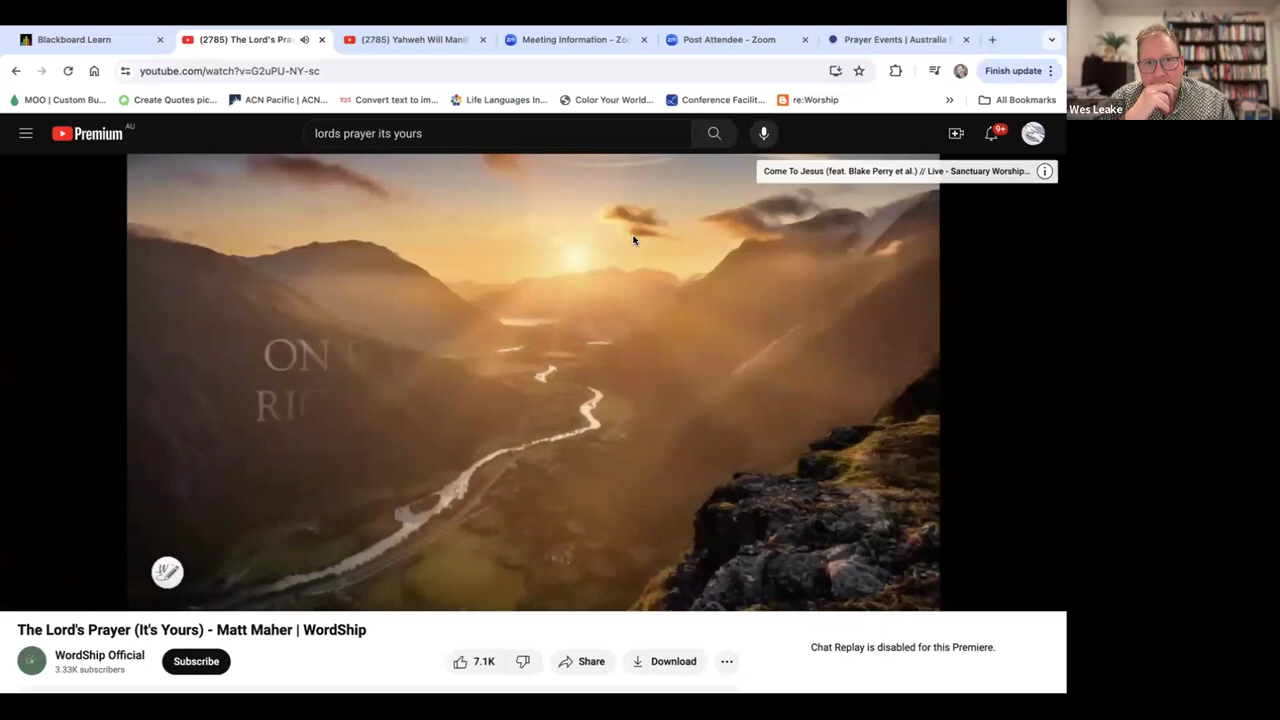 Blackboard Learn
(2785) The Lord's Pra
(2785) Yahweh Will Mani
Meeting Information - Zo
Post Attendee - Zoom
Prayer Events | Australia
youtube.com/watch?v=G2uPU-NY-sc
Finish update
MOO | Custom Bu...
Create Quotes pic...
ACN Pacific | ACN...
Convert text to im...
Life Languages In...
Color Your World...
Conference Facilit...
re:Worship
»
All Bookmarks
Premium AU
lords prayer its yours
9+
Wes Leake
Come To Jesus (feat. Blake Perry et al.) // Live - Sanctuary Worship...
ON
RI
The Lord's Prayer (It's Yours) - Matt Maher | WordShip
WordShip Official
3.33K subscribers
Subscribe
7.1K
Share
Download
Chat Replay is disabled for this Premiere.